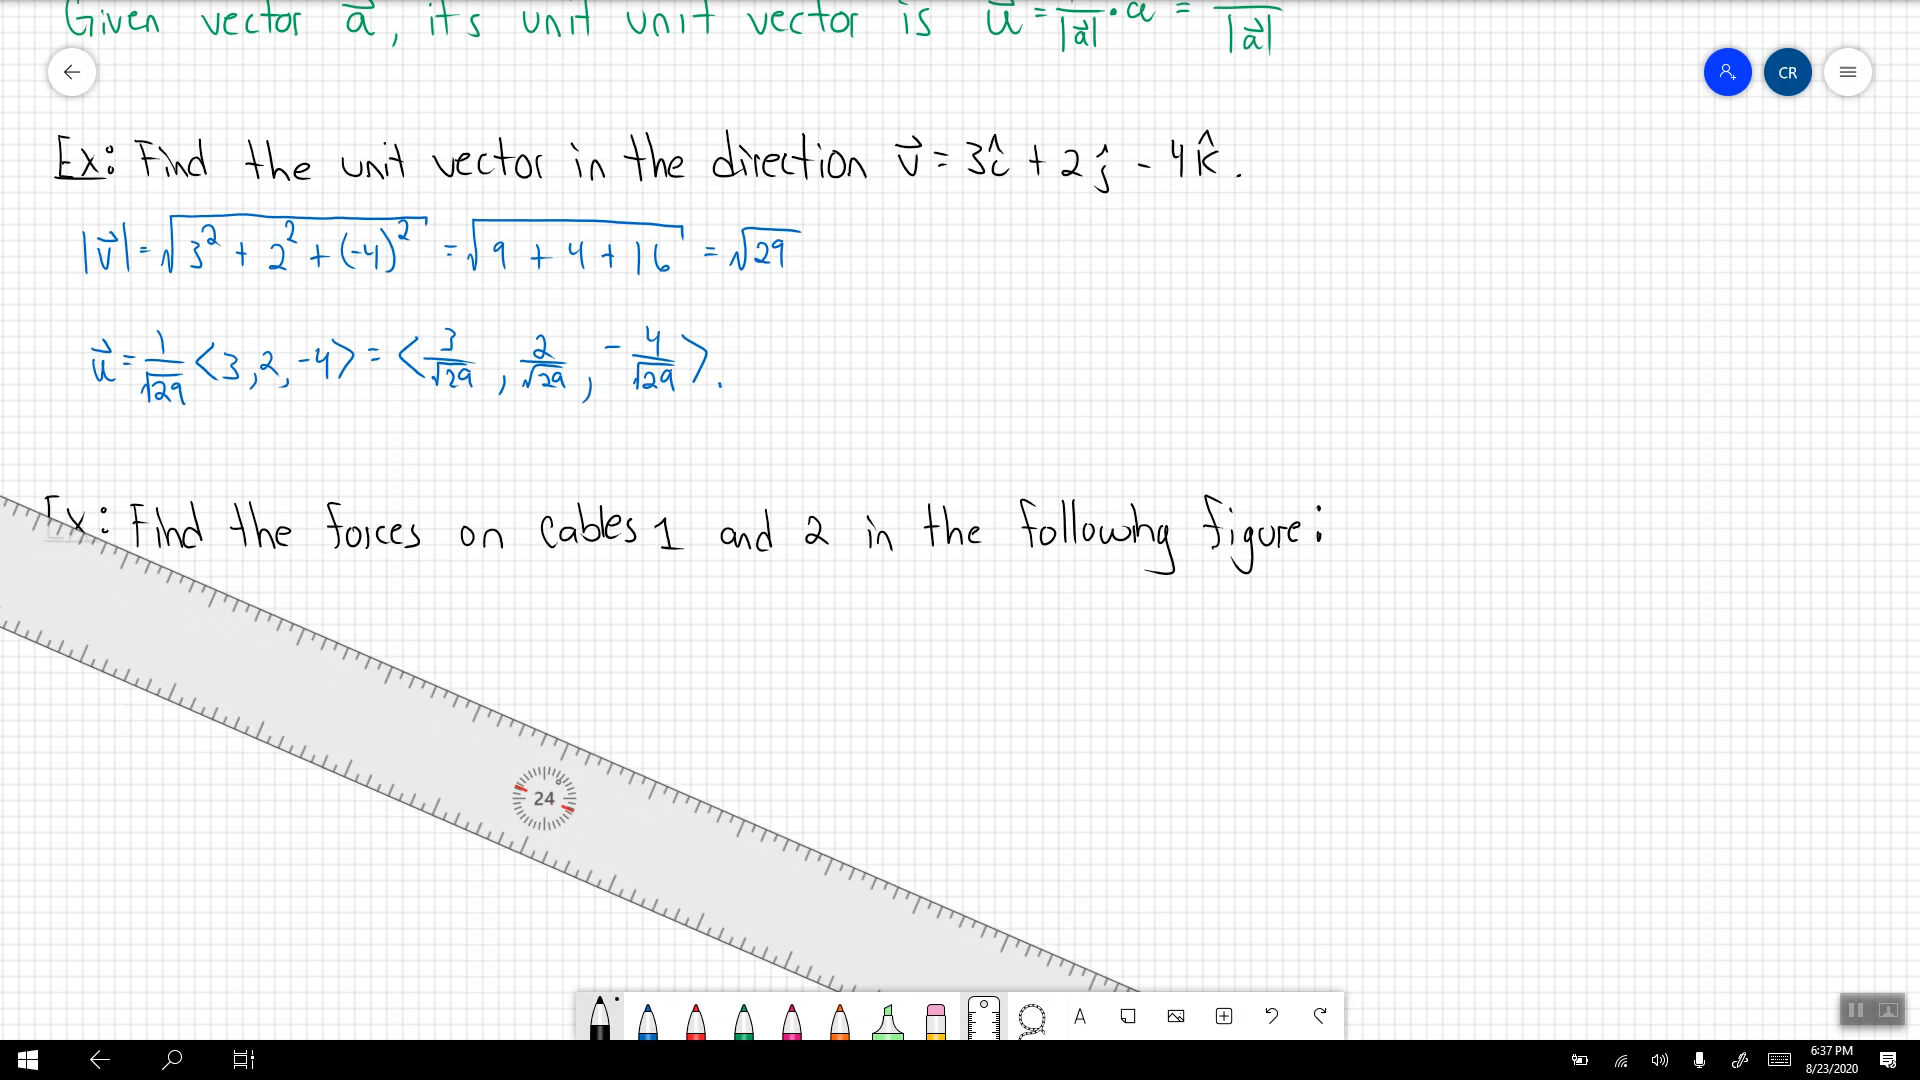 Given vector a⃗, it's unit unit vector is u⃗ = 1/|a⃗| · a⃗ = /|a⃗|
CR
Ex: Find the unit vector in the direction v⃗ = 3î + 2ĵ - 4k̂.
|v⃗| = √(3² + 2² + (-4)²) = √(9 + 4 + 16) = √29
u⃗ = 1/√29 <3, 2, -4> = <3/√29, 2/√29, -4/√29>.
Ex: Find the forces on cables 1 and 2 in the following figure:
24
A
6:37 PM
8/23/2020